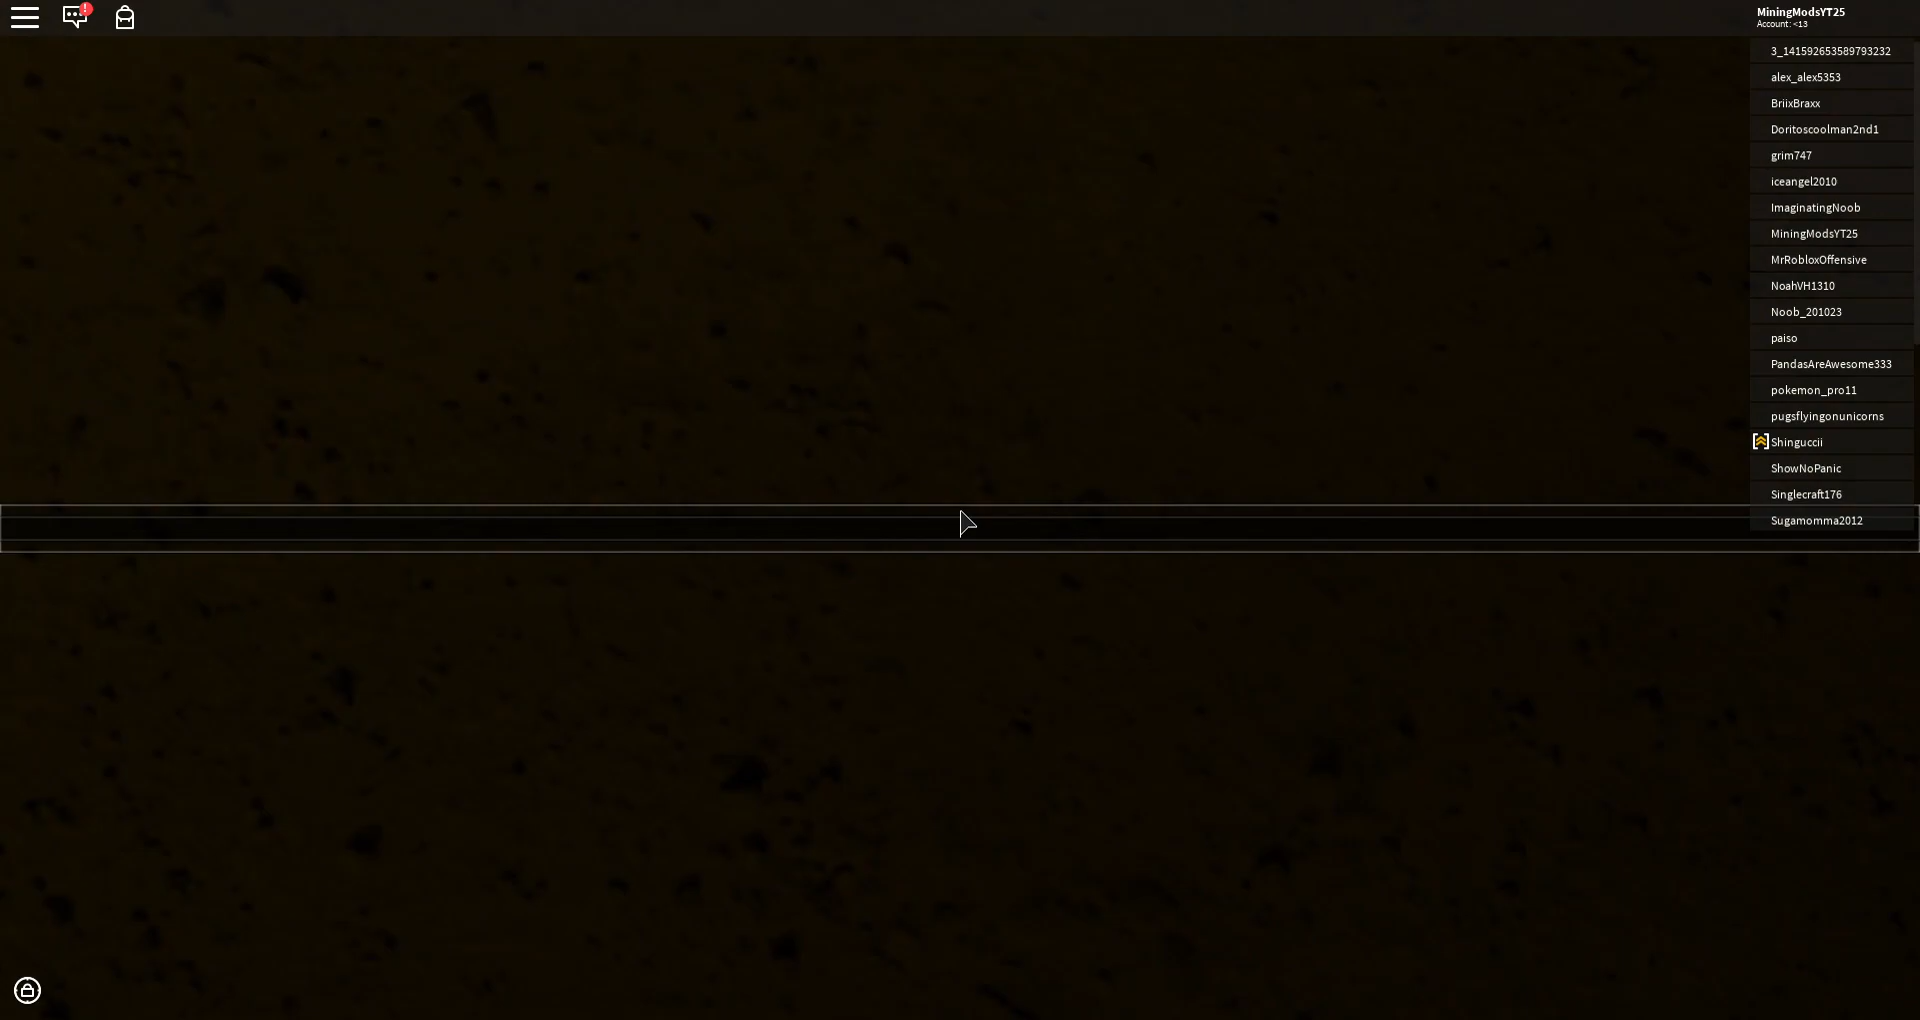 MiningModsYT25
Account: <13
3_141592653589793232
alex_alex5353
BriixBraxx
Doritoscoolman2nd1
grim747
iceangel2010
ImaginatingNoob
MiningModsYT25
MrRobloxOffensive
NoahVH1310
Noob_201023
paiso
PandasAreAwesome333
pokemon_pro11
pugsflyingonunicorns
Shinguccii
ShowNoPanic
Singlecraft176
Sugamomma2012